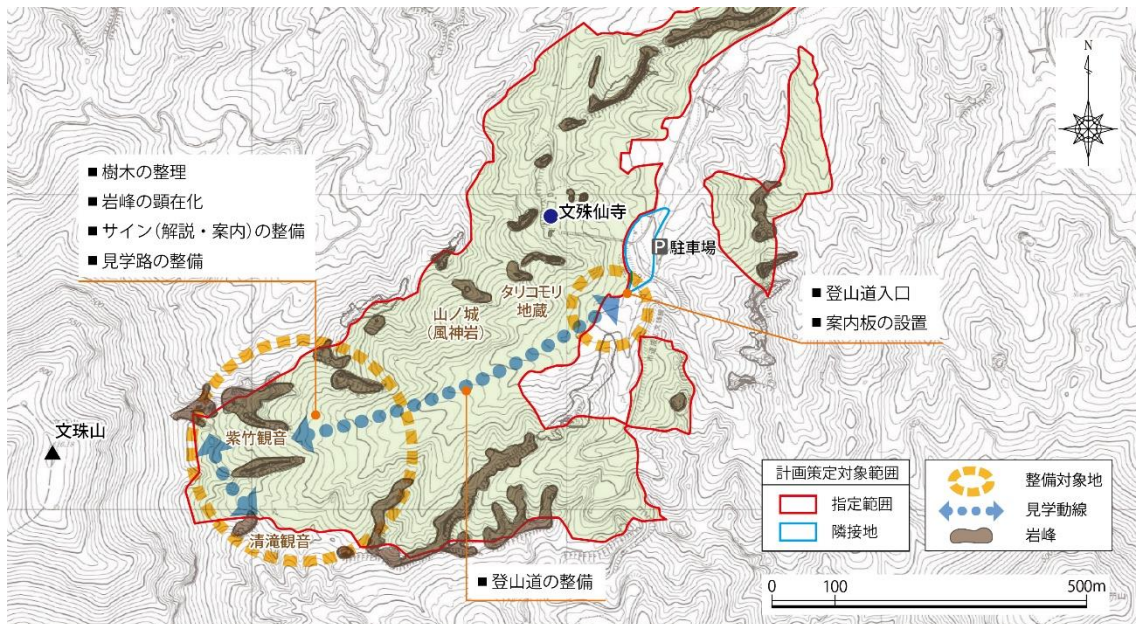 N
■ 樹木の整理
■ 岩峰の顕在化
■ サイン(解説・案内)の整備
■ 見学路の整備
文殊仙寺
P 駐車場
タリコモリ
地蔵
山ノ城
(風神岩)
■ 登山道入口
■ 案内板の設置
紫竹観音
文珠山
清滝観音
■ 登山道の整備
計画策定対象範囲
指定範囲
隣接地
整備対象地
見学動線
岩峰
0 100 500m